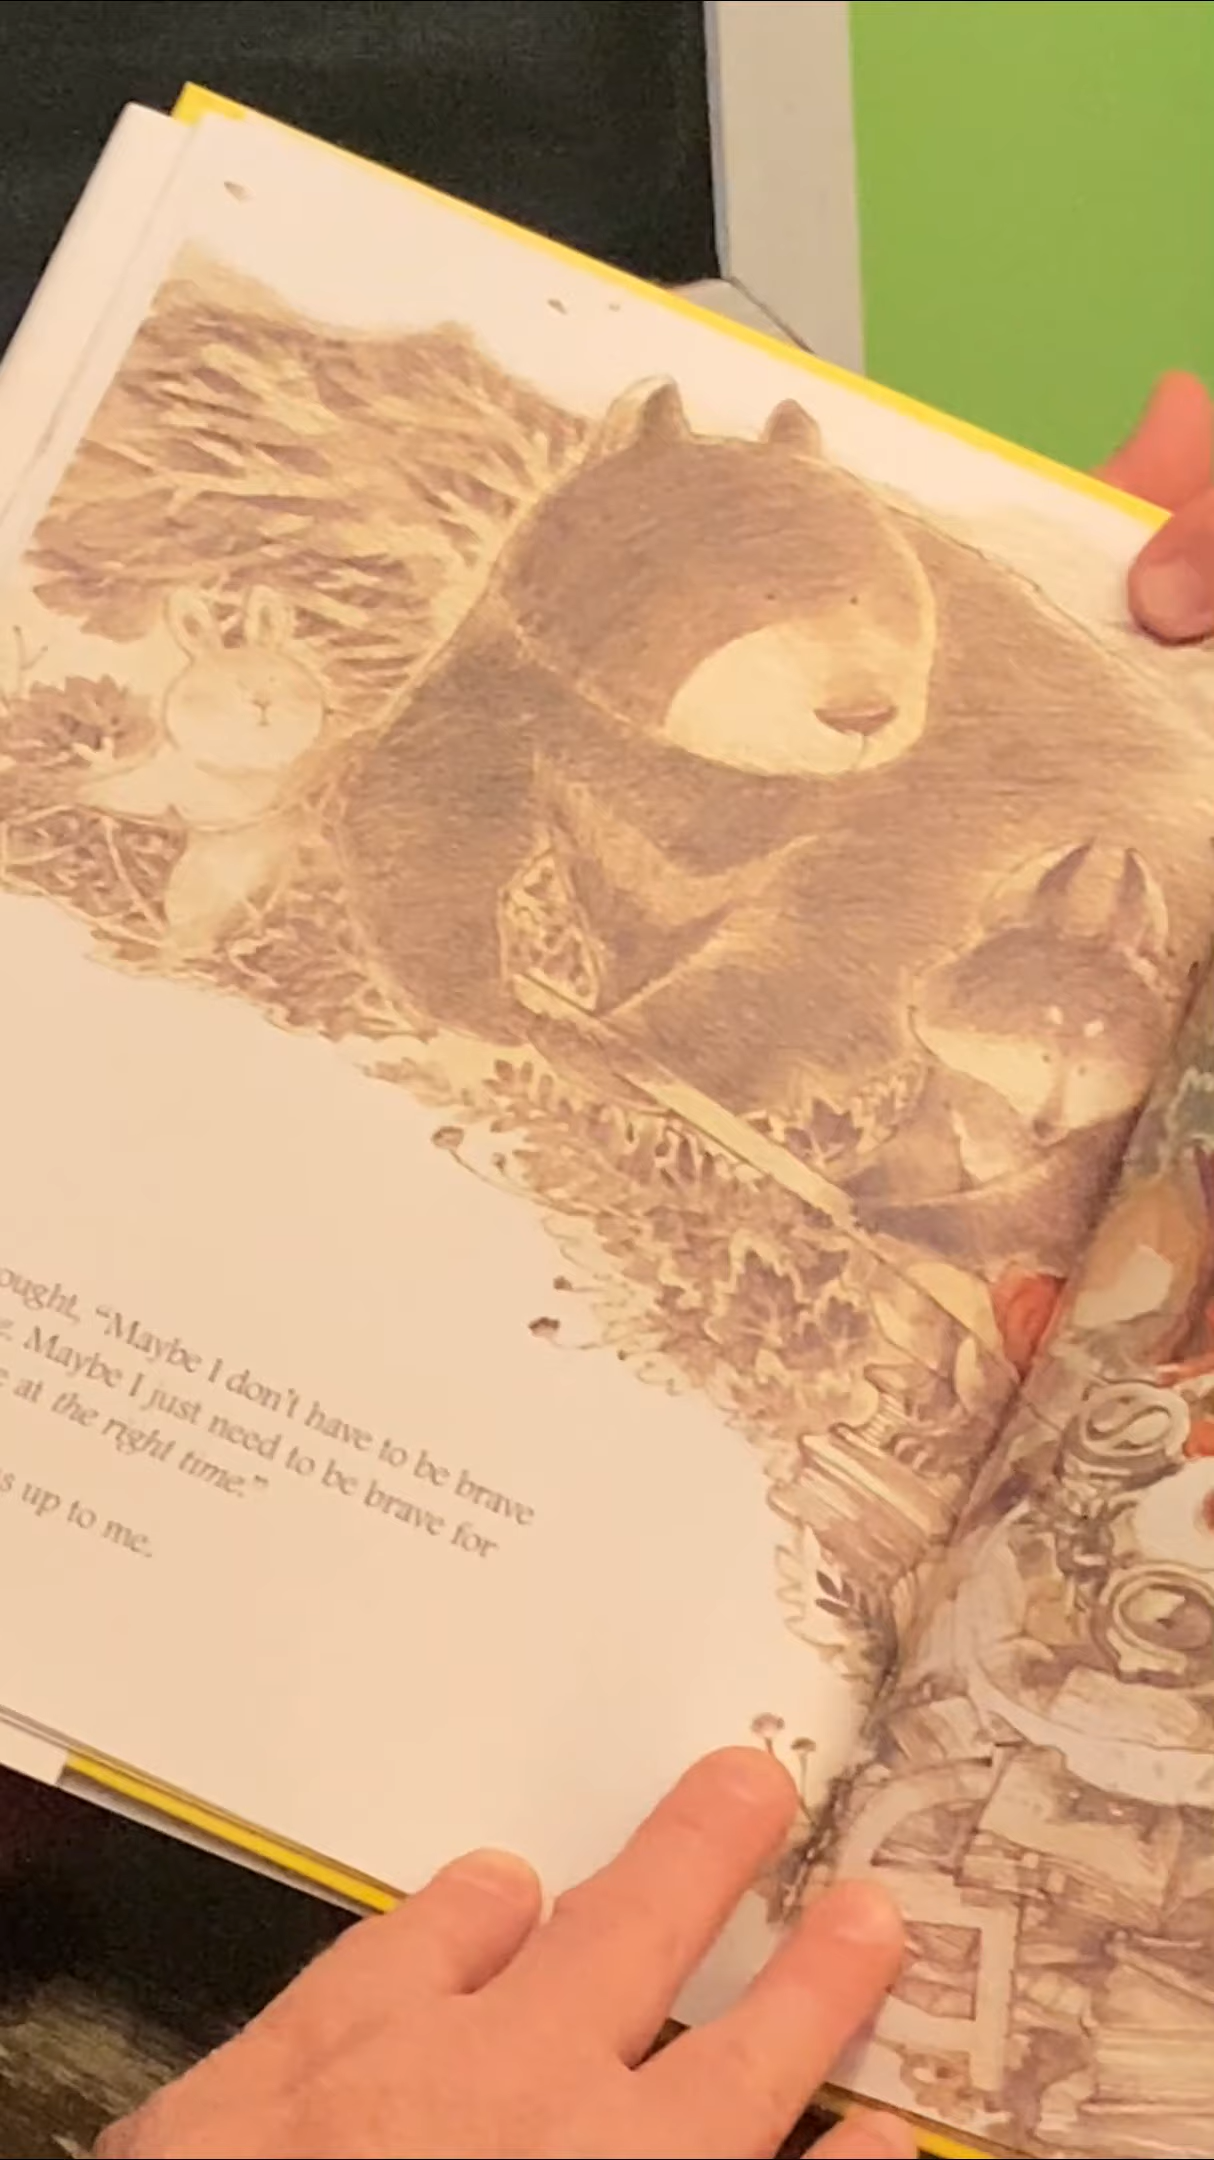 “Maybe I don't have to be brave
Maybe I just need to be brave for
at the right time.”
up to me.